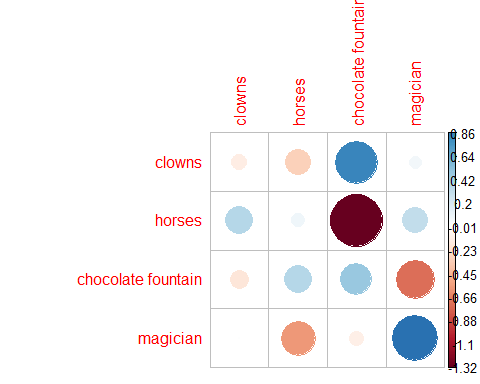 clowns
horses
chocolate fountain
magician
clowns
horses
chocolate fountain
magician
0.86
0.64
0.42
0.2
-0.01
-0.23
-0.45
-0.66
-0.88
-1.1
-1.32